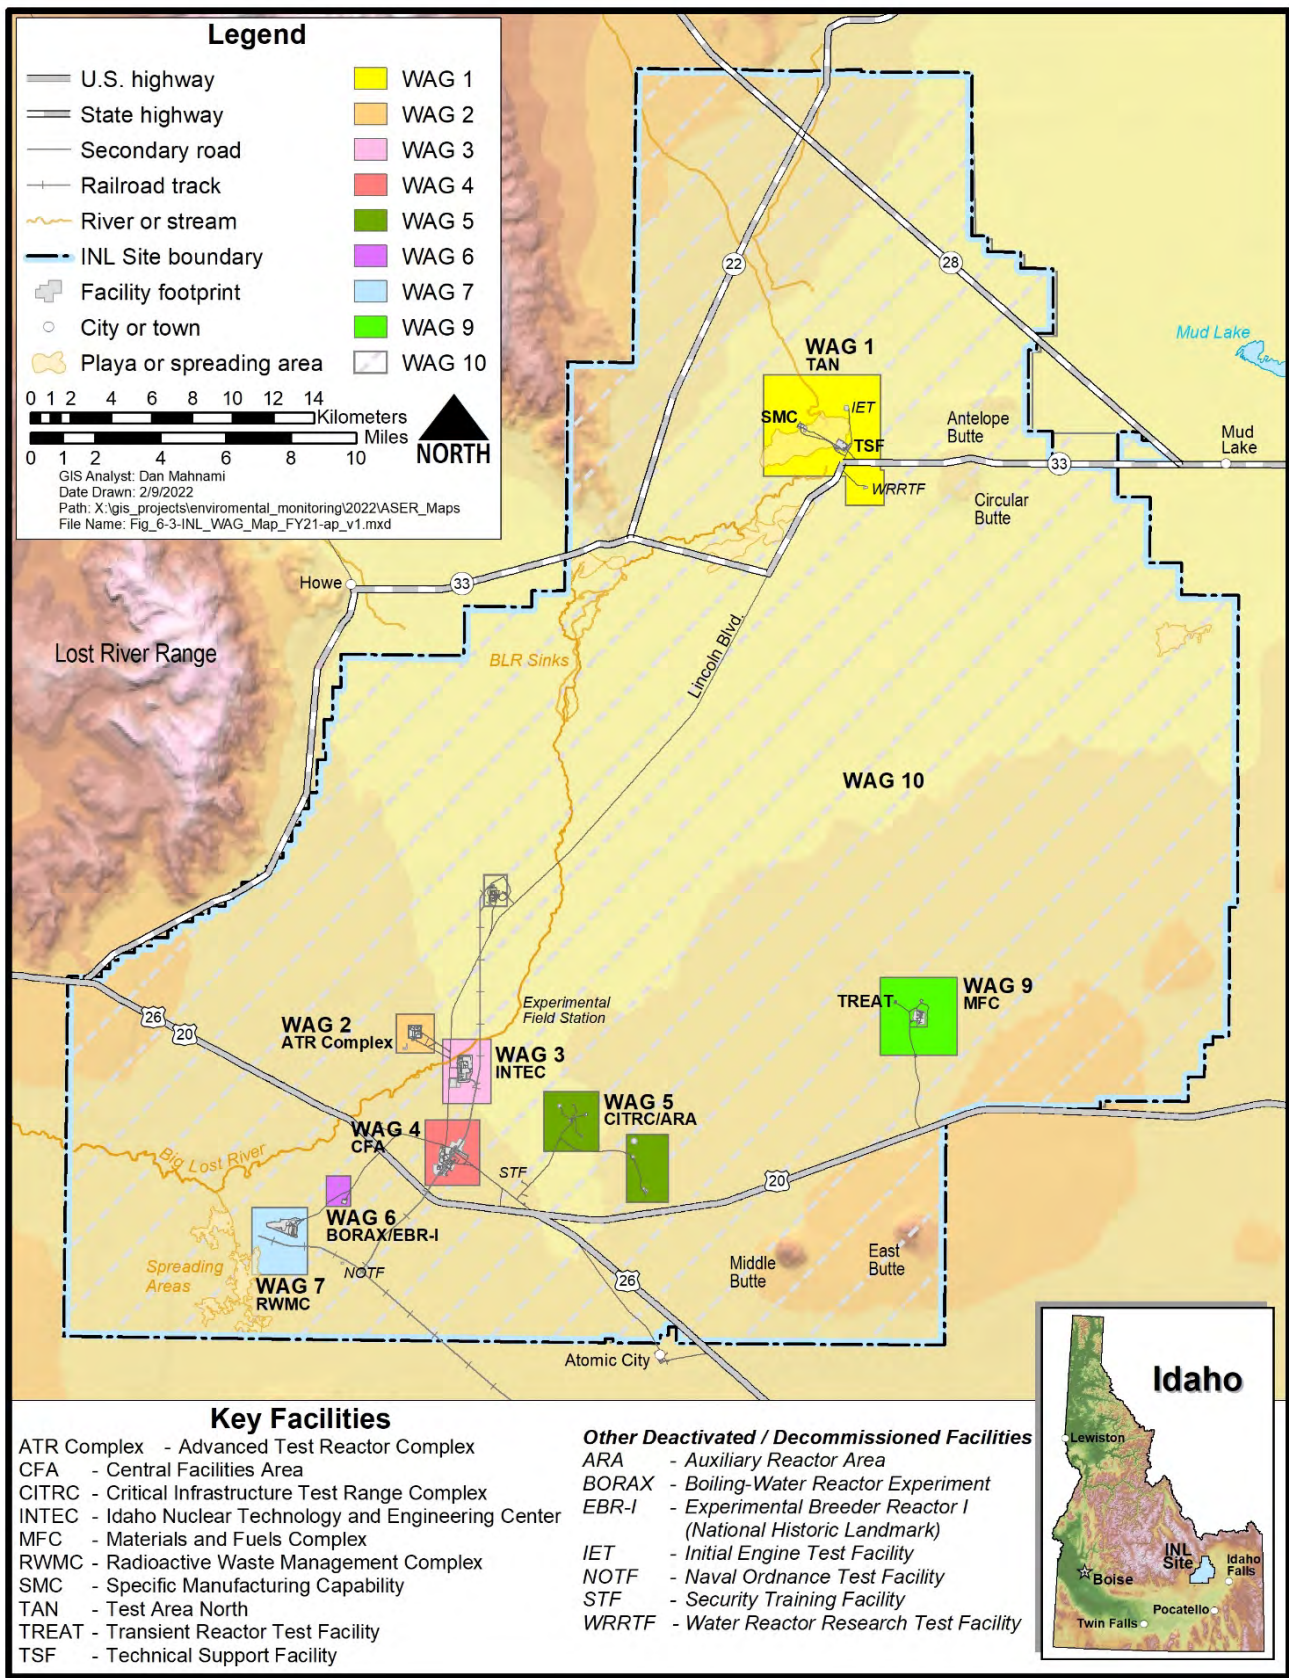 Legend
U.S. highway
State highway
Secondary road
Railroad track
River or stream
INL Site boundary
Facility footprint
City or town
Playa or spreading area
WAG 1
WAG 2
WAG 3
WAG 4
WAG 5
WAG 6
WAG 7
WAG 9
WAG 10
0 1 2 4 6 8 10 12 14
Kilometers
Miles
0 1 2 4 6 8 10
NORTH
GIS Analyst: Dan Mahnami
Date Drawn: 2/9/2022
Path: X:\gis_projects\enviromental_monitoring\2022\ASER_Maps
File Name: Fig_6-3-INL_WAG_Map_FY21-ap_v1.mxd
22
28
Mud Lake
WAG 1
TAN
SMC
IET
TSF
WRRTF
Antelope
Butte
33
Mud
Lake
Circular
Butte
Howe
33
Lost River Range
BLR Sinks
Lincoln Blvd.
WAG 10
26
20
WAG 2
ATR Complex
Experimental
Field Station
WAG 3
INTEC
TREAT
WAG 9
MFC
WAG 4
CFA
WAG 5
CITRC/ARA
Big Lost River
STF
20
WAG 6
BORAX/EBR-I
Spreading
Areas
WAG 7
RWMC
NOTF
26
Middle
Butte
East
Butte
Atomic City
Key Facilities
ATR Complex - Advanced Test Reactor Complex
CFA - Central Facilities Area
CITRC - Critical Infrastructure Test Range Complex
INTEC - Idaho Nuclear Technology and Engineering Center
MFC - Materials and Fuels Complex
RWMC - Radioactive Waste Management Complex
SMC - Specific Manufacturing Capability
TAN - Test Area North
TREAT - Transient Reactor Test Facility
TSF - Technical Support Facility
Other Deactivated / Decommissioned Facilities
ARA - Auxiliary Reactor Area
BORAX - Boiling-Water Reactor Experiment
EBR-I - Experimental Breeder Reactor I
(National Historic Landmark)
IET - Initial Engine Test Facility
NOTF - Naval Ordnance Test Facility
STF - Security Training Facility
WRRTF - Water Reactor Research Test Facility
Idaho
Lewiston
INL
Site
Idaho
Falls
Boise
Pocatello
Twin Falls